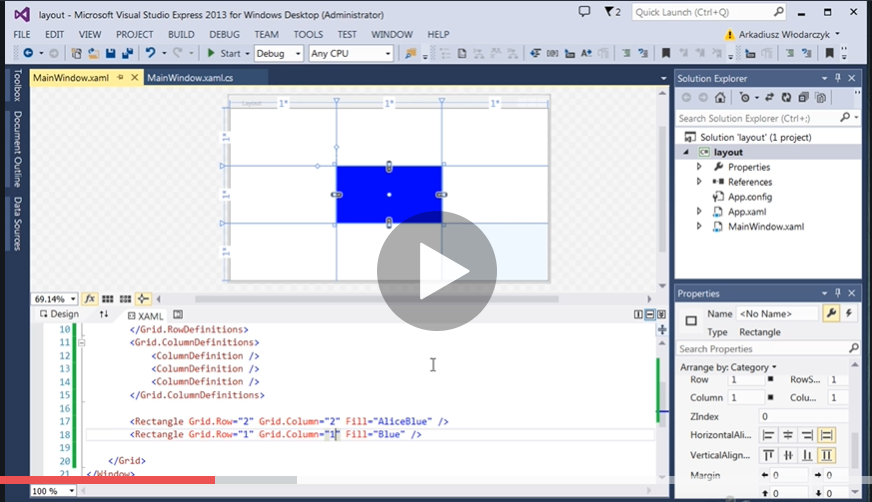 layout - Microsoft Visual Studio Express 2013 for Windows Desktop (Administrator)
2
Quick Launch (Ctrl+Q)
FILE EDIT VIEW PROJECT BUILD DEBUG TEAM TOOLS TEST WINDOW HELP
Arkadiusz Włodarczyk
Start Debug Any CPU
Toolbox
Document Outline
Data Sources
MainWindow.xaml
MainWindow.xaml.cs
Layout
1* 1* 1*
1*
1*
1*
69.14%
fx
Design
XAML
10 </Grid.RowDefinitions>
11 <Grid.ColumnDefinitions>
12 <ColumnDefinition />
13 <ColumnDefinition />
14 <ColumnDefinition />
15 </Grid.ColumnDefinitions>
16
17 <Rectangle Grid.Row="2" Grid.Column="2" Fill="AliceBlue" />
18 <Rectangle Grid.Row="1" Grid.Column="1" Fill="Blue" />
19
20 </Grid>
21 </Window>
100 %
Solution Explorer
Search Solution Explorer (Ctrl+;)
Solution 'layout' (1 project)
layout
Properties
References
App.config
App.xaml
MainWindow.xaml
Properties
Name <No Name>
Type Rectangle
Search Properties
Arrange by: Category
Row 1 RowS... 1
Column 1 Colu... 1
ZIndex 0
HorizontalAli...
VerticalAlign...
Margin 0 0
0 0